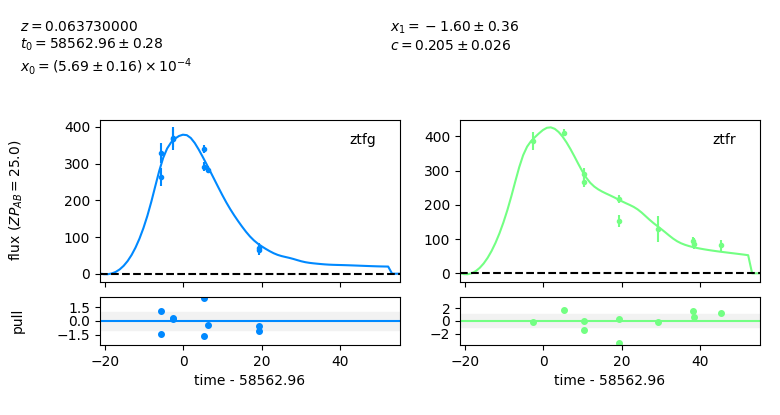 z = 0.063730000
t₀ = 58562.96 ± 0.28
x₀ = (5.69 ± 0.16) × 10⁻⁴
x₁ = −1.60 ± 0.36
c = 0.205 ± 0.026
flux (ZP_AB = 25.0)
400
300
200
100
0
ztfg
400
300
200
100
0
ztfr
pull
1.5
0.0
−1.5
−20 0 20 40
time - 58562.96
2
0
−2
−20 0 20 40
time - 58562.96